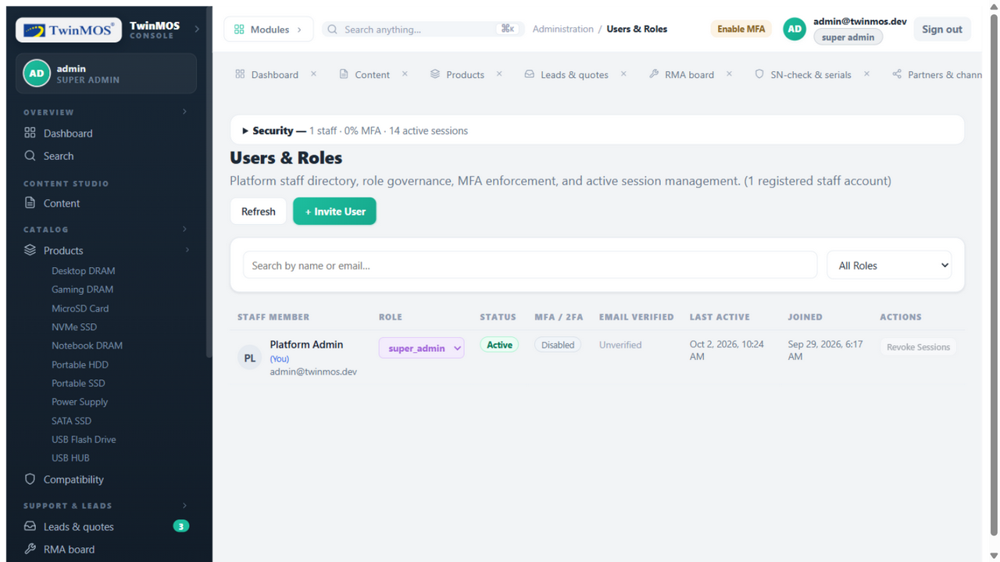 TwinMOS®
TwinMOS
CONSOLE
AD
admin
SUPER ADMIN
OVERVIEW
Dashboard
Search
CONTENT STUDIO
Content
CATALOG
Products
Desktop DRAM
Gaming DRAM
MicroSD Card
NVMe SSD
Notebook DRAM
Portable HDD
Portable SSD
Power Supply
SATA SSD
USB Flash Drive
USB HUB
Compatibility
SUPPORT & LEADS
Leads & quotes 3
RMA board
Modules
Search anything... ⌘K
Administration / Users & Roles
Enable MFA
AD
admin@twinmos.dev
super admin
Sign out
Dashboard × Content × Products × Leads & quotes × RMA board × SN-check & serials × Partners & chann
Security — 1 staff · 0% MFA · 14 active sessions
Users & Roles
Platform staff directory, role governance, MFA enforcement, and active session management. (1 registered staff account)
Refresh + Invite User
Search by name or email... All Roles
STAFF MEMBER ROLE STATUS MFA / 2FA EMAIL VERIFIED LAST ACTIVE JOINED ACTIONS
PL
Platform Admin
(You)
admin@twinmos.dev
super_admin
Active
Disabled
Unverified
Oct 2, 2026, 10:24
AM
Sep 29, 2026, 6:17
AM
Revoke Sessions